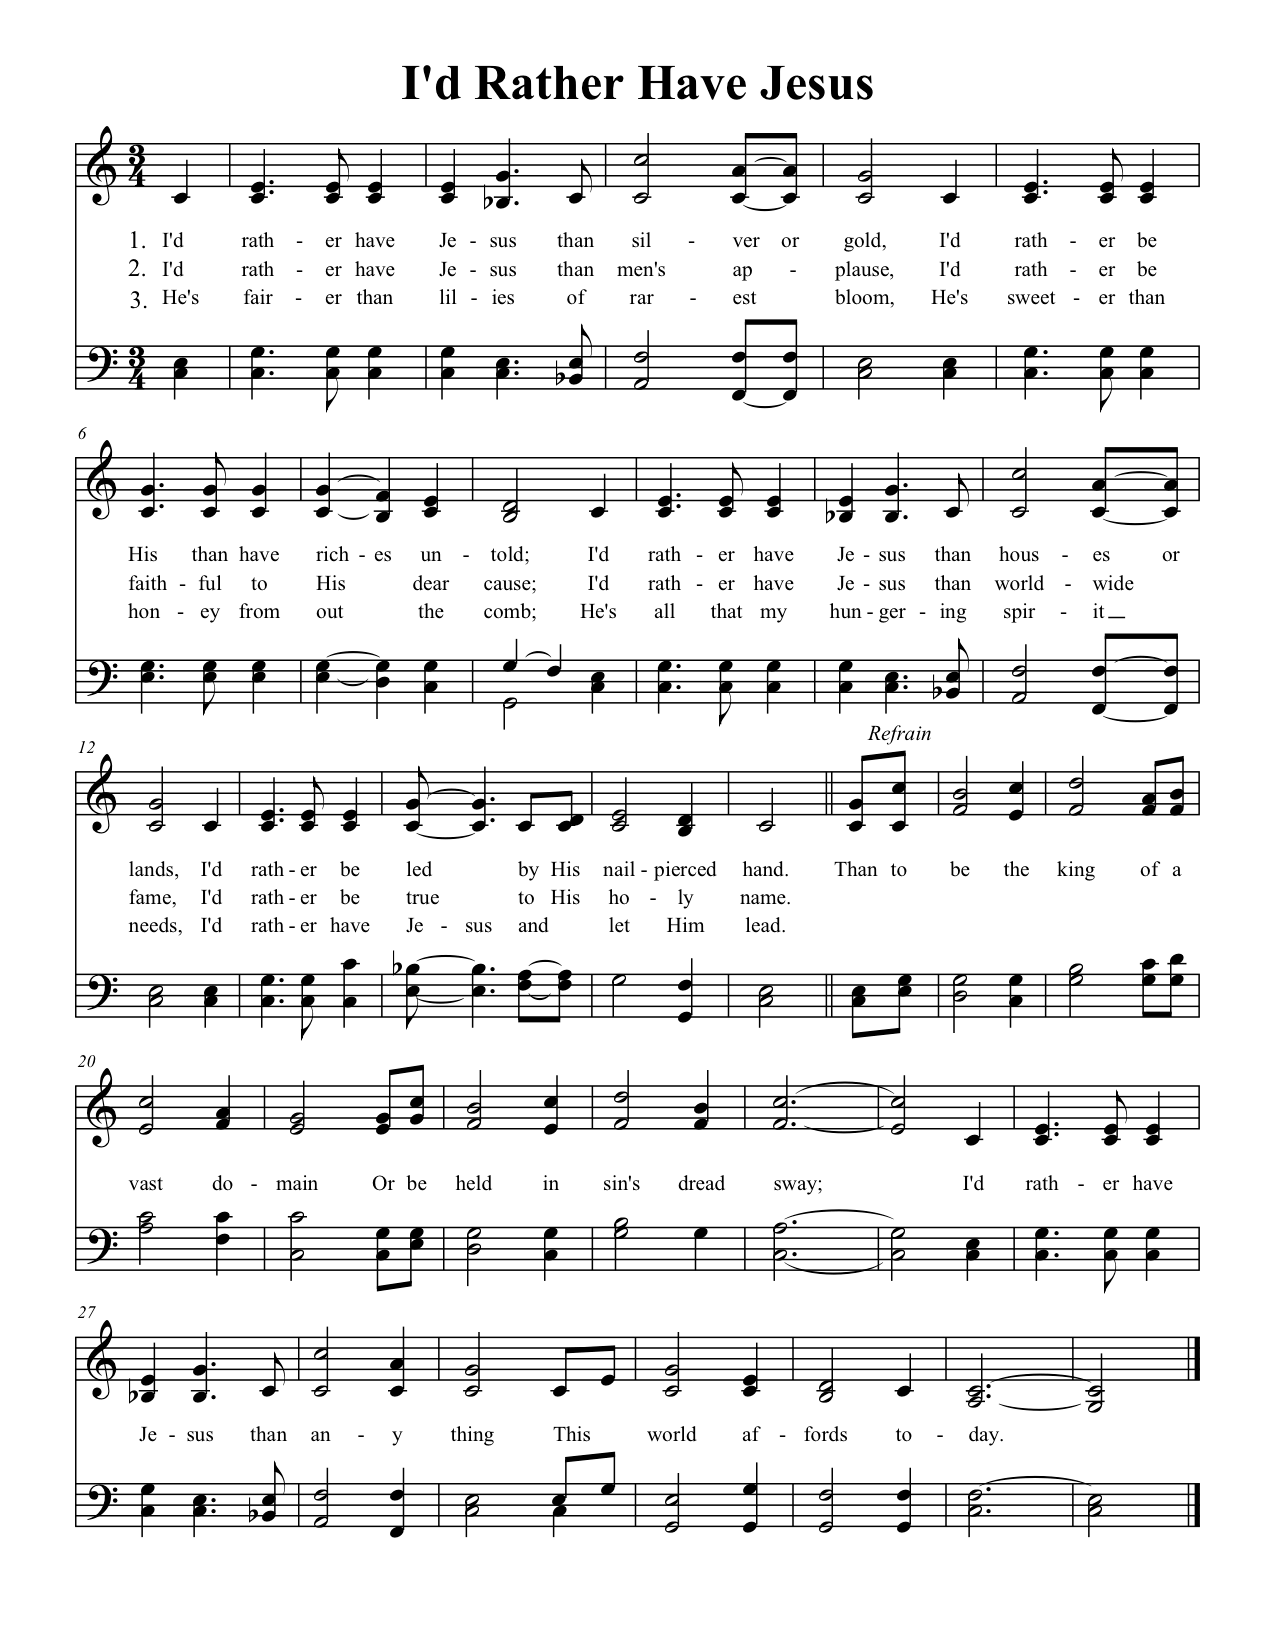 I'd Rather Have Jesus
3
4
1. I'd rath - er have Je - sus than sil - ver or gold, I'd rath - er be
2. I'd rath - er have Je - sus than men's ap - plause, I'd rath - er be
3. He's fair - er than lil - ies of rar - est bloom, He's sweet - er than
3
4
6
His than have rich - es un - told; I'd rath - er have Je - sus than hous - es or
faith - ful to His dear cause; I'd rath - er have Je - sus than world - wide
hon - ey from out the comb; He's all that my hun - ger - ing spir - it
Refrain
12
lands, I'd rath - er be led by His nail - pierced hand. Than to be the king of a
fame, I'd rath - er be true to His ho - ly name.
needs, I'd rath - er have Je - sus and let Him lead.
20
vast do - main Or be held in sin's dread sway; I'd rath - er have
27
Je - sus than an - y thing This world af - fords to - day.